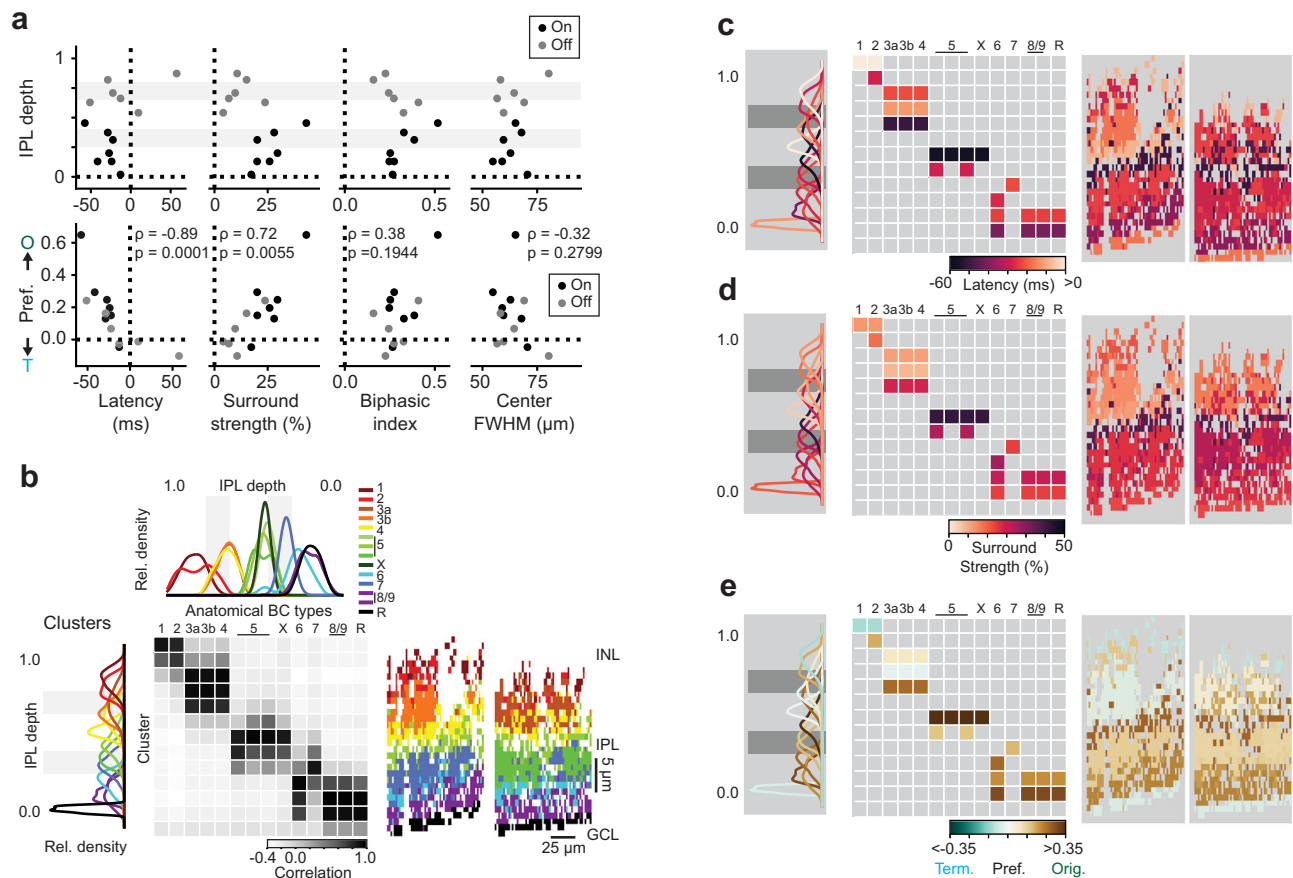 a
On
Off
1
IPL depth
0
-50 0 50
0 25
0.0 0.5
50 75
ρ = -0.89
p = 0.0001
ρ = 0.72
p = 0.0055
ρ = 0.38
p =0.1944
ρ = -0.32
p = 0.2799
On
Off
0.6
0.4
0.2
0.0
T Pref. O
-50 0 50
0 25
0.0 0.5
50 75
Latency
(ms)
Surround
strength (%)
Biphasic
index
Center
FWHM (µm)
b
1.0 IPL depth 0.0
Rel. density
1
2
3a
3b
4
5
X
6
7
8/9
R
Anatomical BC types
Clusters
1 2 3a3b 4 5 X 6 7 8/9 R
1.0
IPL depth
0.0
Rel. density
Cluster
-0.4 0.0 1.0
Correlation
INL
IPL
5 µm
GCL
25 µm
c
1 2 3a3b 4 5 X 6 7 8/9 R
1.0
0.0
-60 >0
Latency (ms)
d
1 2 3a3b 4 5 X 6 7 8/9 R
1.0
0.0
0 50
Surround
Strength (%)
e
1 2 3a3b 4 5 X 6 7 8/9 R
1.0
0.0
<-0.35 >0.35
Term. Pref. Orig.